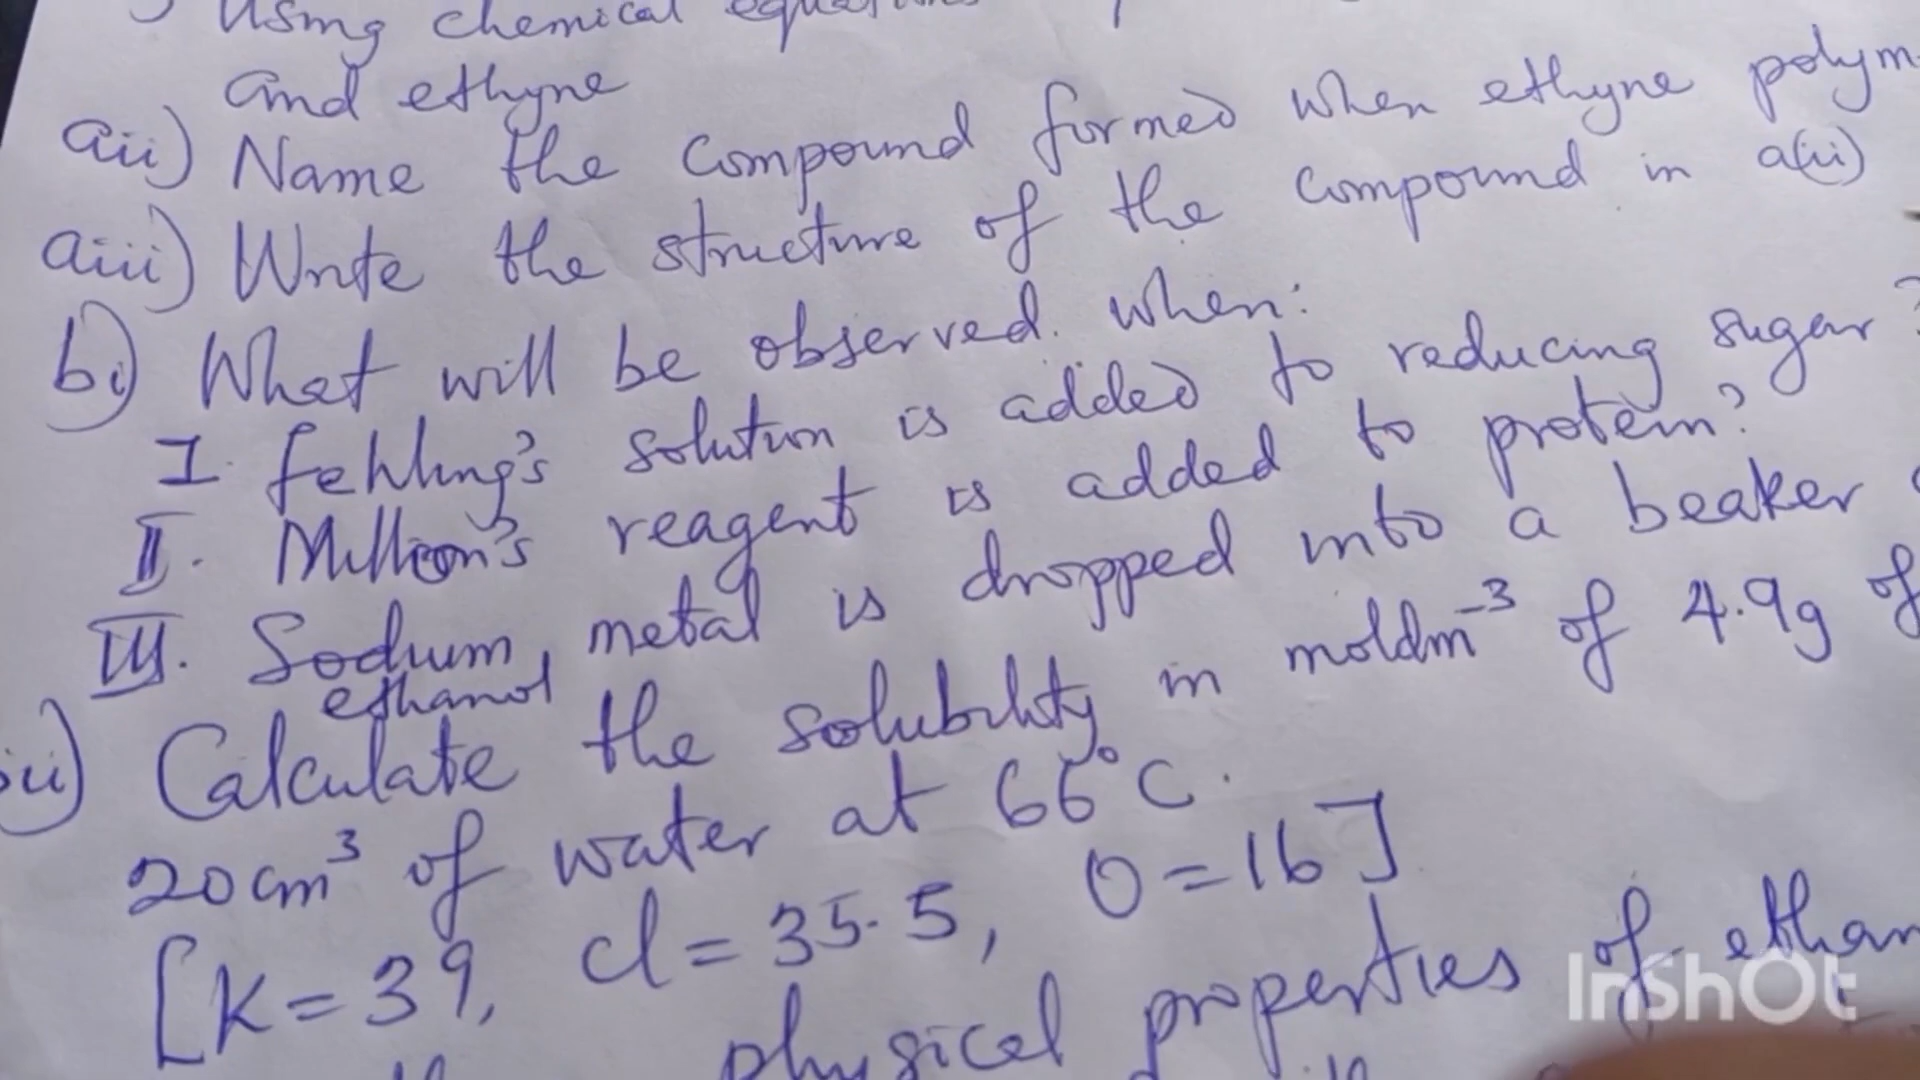 Using chemical equations
and ethyne
aii) Name the compound formed when ethyne polym
aiii) Write the structure of the compound in a(ii)
bi) What will be observed when:
I. Fehling's solution is added to reducing sugar?
II. Million's reagent is added to protein?
III. Sodium metal is dropped into a beaker
ethanol
ii) Calculate the solubility in moldm⁻³ of 4.9g of
20cm³ of water at 66°C.
[K=39, Cl=35.5, O=16]
physical properties of ethan
InShOt